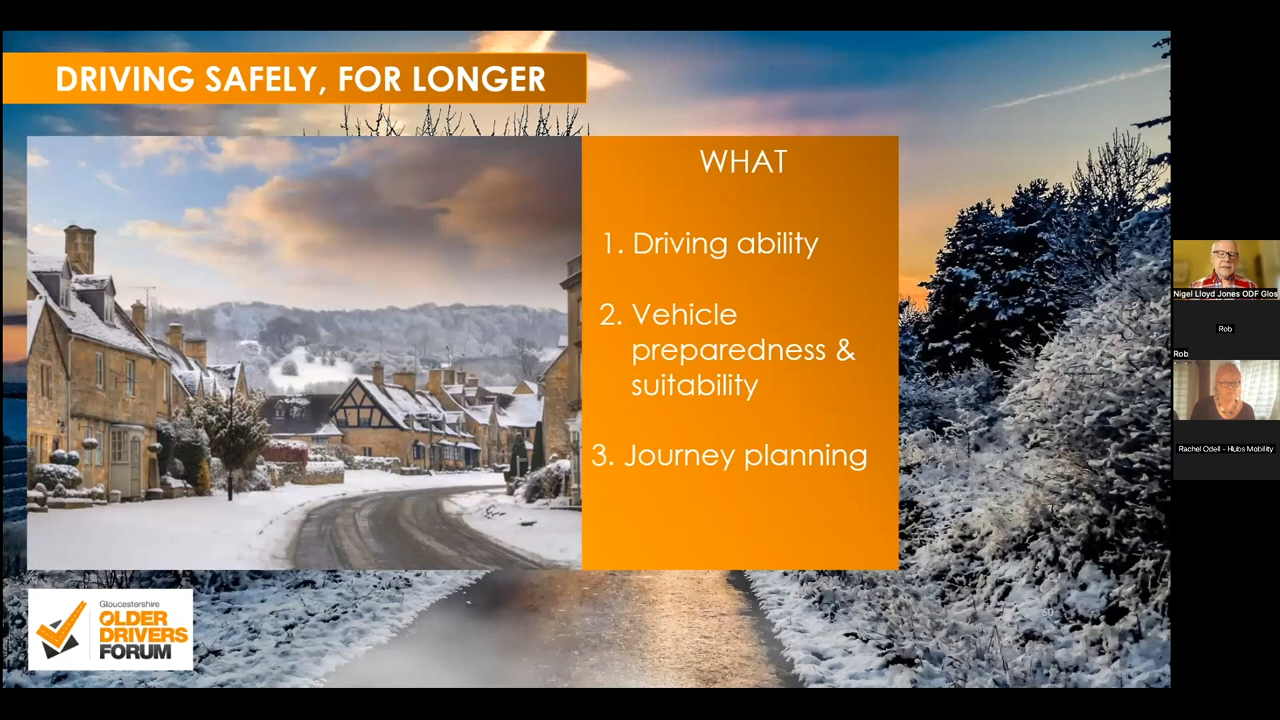 DRIVING SAFELY, FOR LONGER
WHAT
1. Driving ability
2. Vehicle
preparedness &
suitability
3. Journey planning
Gloucestershire
OLDER
DRIVERS
FORUM
60
Nigel Lloyd Jones ODF Glos
Rob
Rob
Rachel Odell - Hubs Mobility